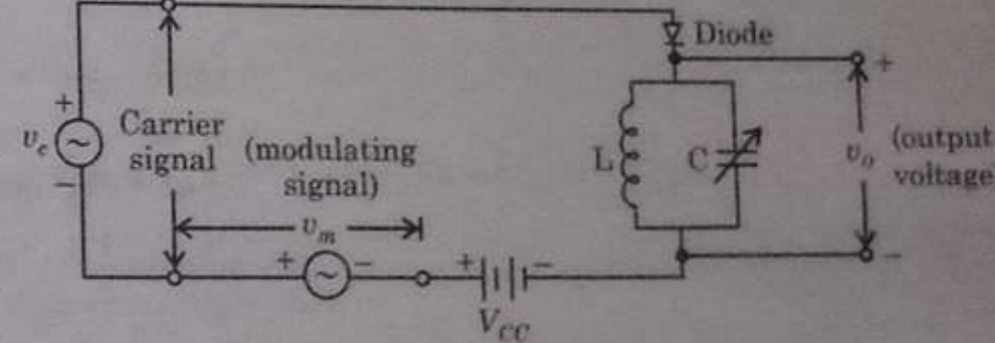 Diode
+
+
v_c
-
Carrier
signal
(modulating
signal)
L
C
v_o
(output
voltage)
v_m
+
-
+
-
-
V_CC